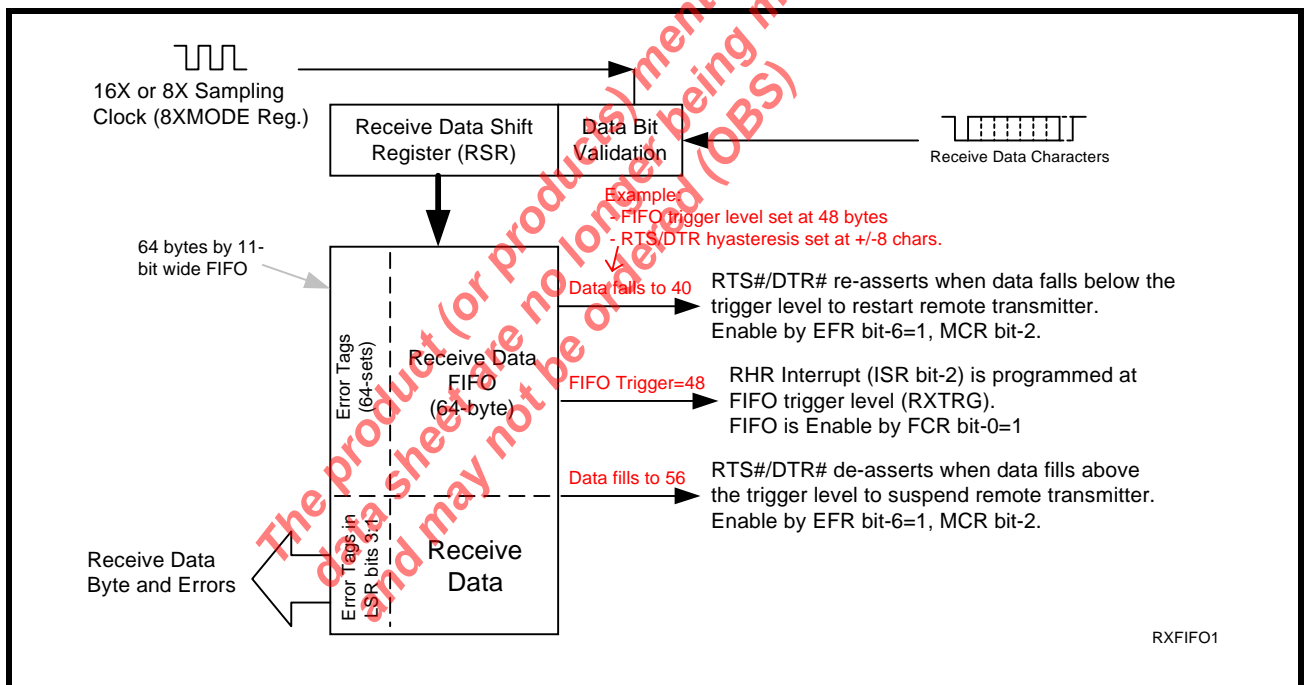 16X or 8X Sampling
Clock (8XMODE Reg.)
Receive Data Shift
Register (RSR)
Data Bit
Validation
Receive Data Characters
Example:
- FIFO trigger level set at 48 bytes
- RTS/DTR hyasteresis set at +/-8 chars.
64 bytes by 11-
bit wide FIFO
Data falls to 40
RTS#/DTR# re-asserts when data falls below the
trigger level to restart remote transmitter.
Enable by EFR bit-6=1, MCR bit-2.
Error Tags
(64-sets)
Receive Data
FIFO
(64-byte)
FIFO Trigger=48
RHR Interrupt (ISR bit-2) is programmed at
FIFO trigger level (RXTRG).
FIFO is Enable by FCR bit-0=1
Data fills to 56
RTS#/DTR# de-asserts when data fills above
the trigger level to suspend remote transmitter.
Enable by EFR bit-6=1, MCR bit-2.
Error Tags in
LSR bits 3:1
Receive
Data
Receive Data
Byte and Errors
RXFIFO1
The product (or products) ment
data sheet are no longer being m
and may not be ordered (OBS)